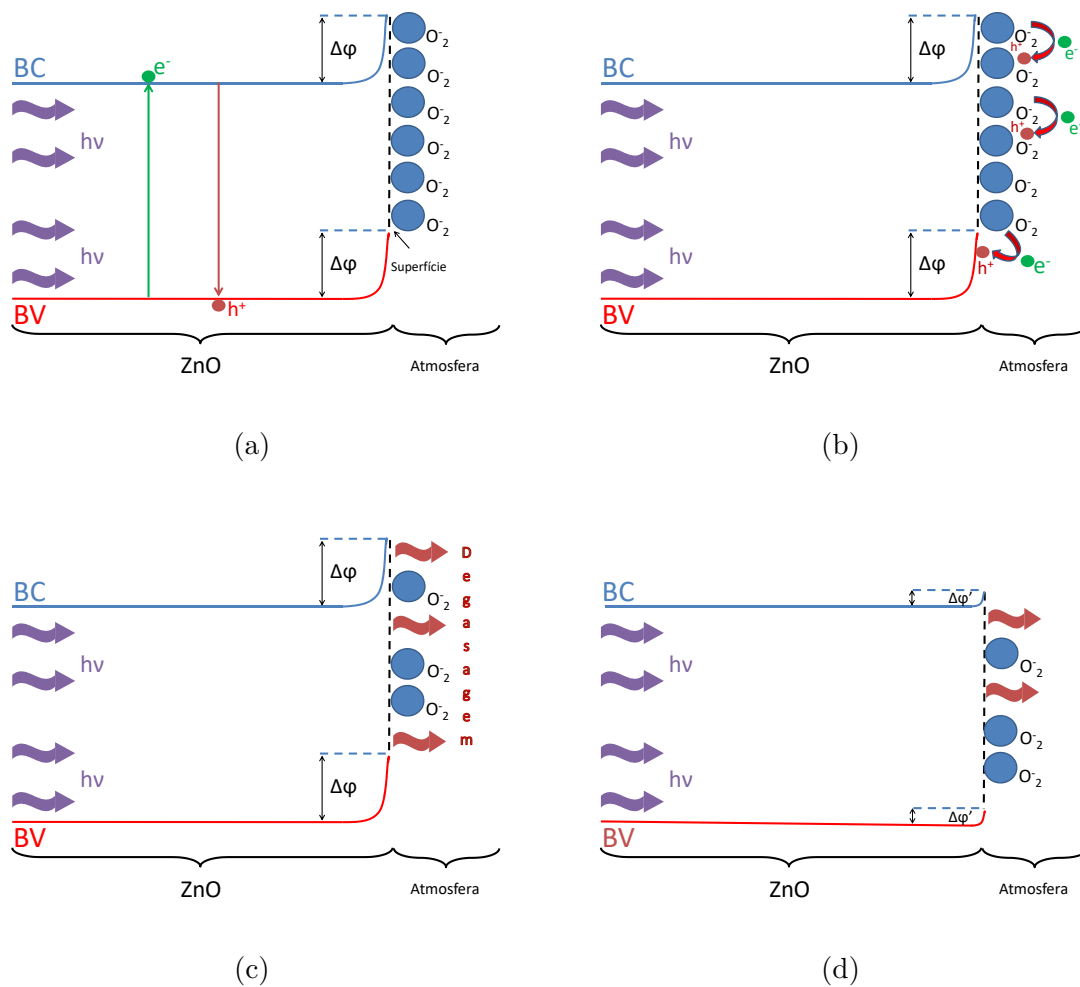 Δφ
O⁻₂
e⁻
BC
O⁻₂
O⁻₂
hν
O⁻₂
O⁻₂
O⁻₂
Δφ
Superfície
h⁺
BV
ZnO
Atmosfera
(a)
Δφ
O⁻₂
e⁻
h⁺
BC
O⁻₂
O⁻₂
e⁻
h⁺
hν
O⁻₂
O⁻₂
O⁻₂
hν
Δφ
h⁺
e⁻
BV
ZnO
Atmosfera
(b)
hν
Δφ
Degasagem
BC
O⁻₂
hν
O⁻₂
O⁻₂
hν
Δφ
BV
ZnO
Atmosfera
(c)
BC
Δφ'
hν
O⁻₂
O⁻₂
O⁻₂
hν
Δφ'
BV
ZnO
Atmosfera
(d)